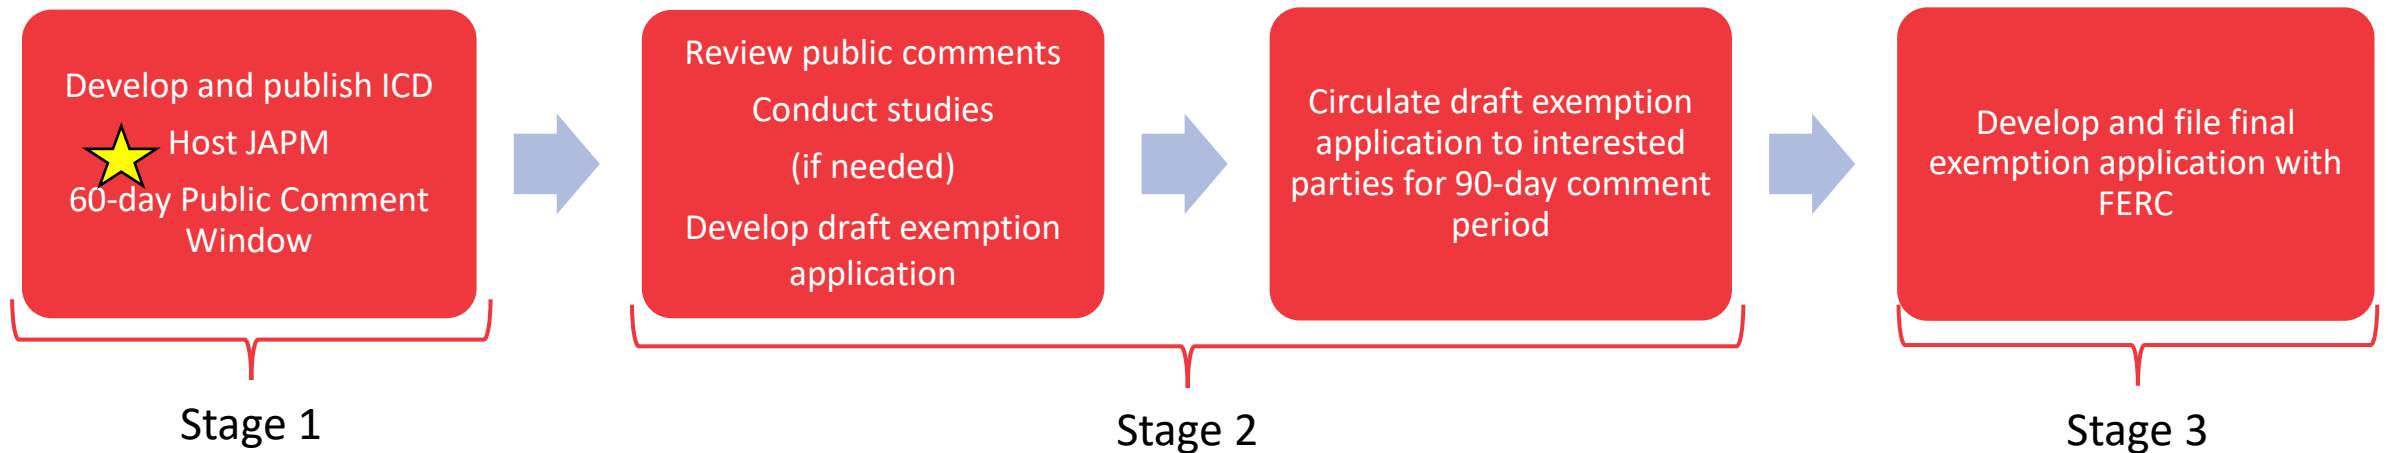 Develop and publish ICD
Host JAPM
60-day Public Comment
Window
Review public comments
Conduct studies
(if needed)
Develop draft exemption
application
Circulate draft exemption
application to interested
parties for 90-day comment
period
Develop and file final
exemption application with
FERC
Stage 1
Stage 2
Stage 3